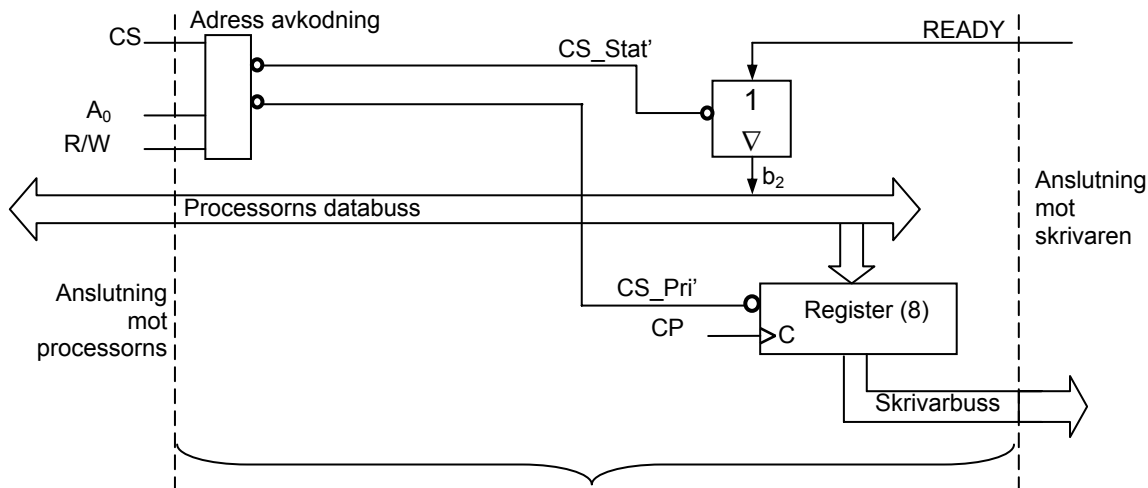 Adress avkodning
CS
A₀
R/W
CS_Stat'
READY
1
∇
b₂
Processorns databuss
Anslutning
mot
skrivaren
Anslutning
mot
processorns
CS_Pri'
CP
C
Register (8)
Skrivarbuss